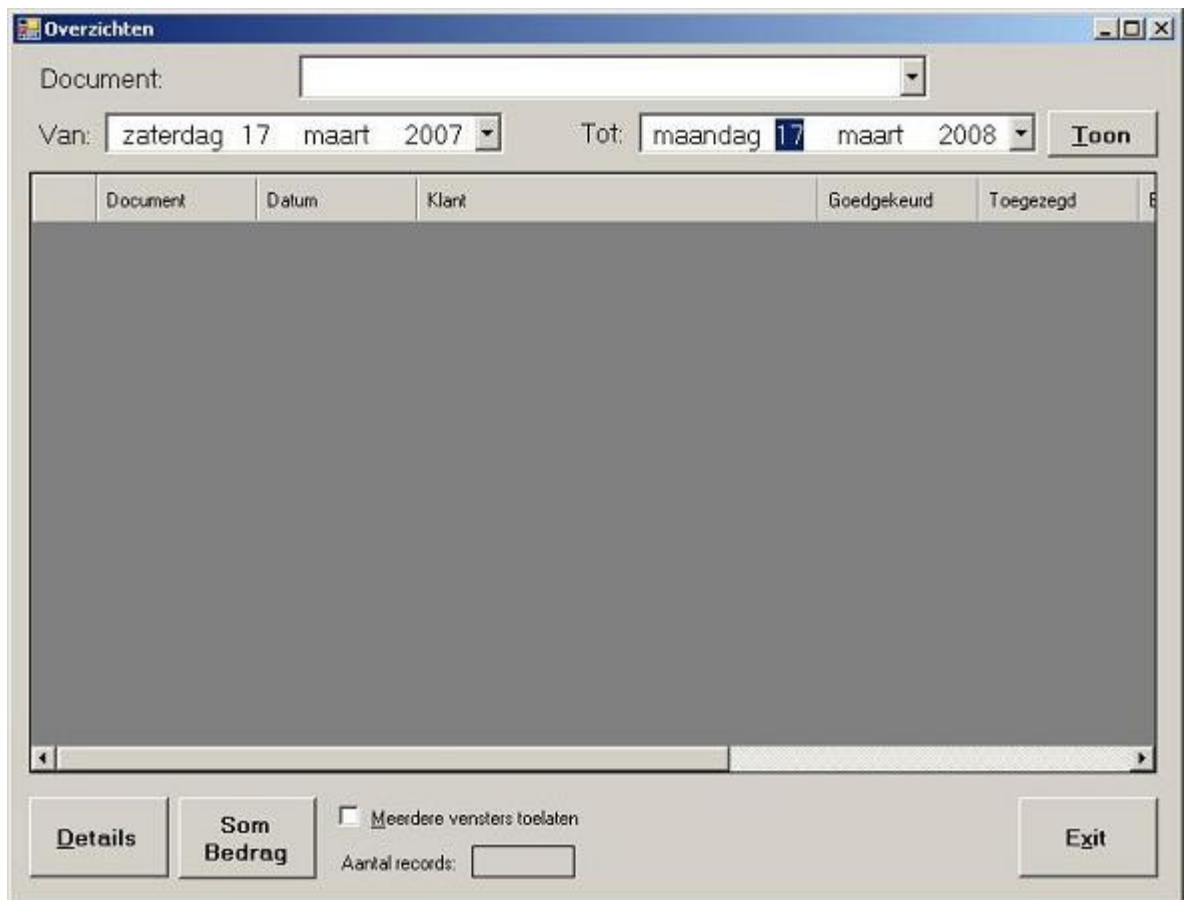 Overzichten
Document:
Van: zaterdag 17 maart 2007 Tot: maandag 17 maart 2008 Toon
Document Datum Klant Goedgekeurd Toegezegd
Details Som Bedrag Meerdere vensters toelaten
Aantal records:
Exit